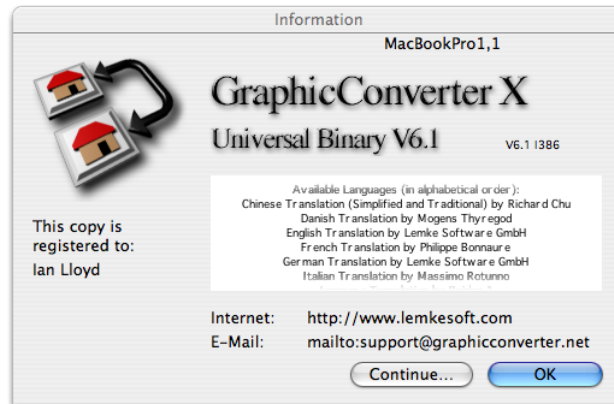 Information
MacBookPro1,1
GraphicConverter X
Universal Binary V6.1
V6.1 I386
Available Languages (in alphabetical order):
Chinese Translation (Simplified and Traditional) by Richard Chu
Danish Translation by Mogens Thyregod
English Translation by Lemke Software GmbH
French Translation by Philippe Bonnaure
German Translation by Lemke Software GmbH
Italian Translation by Massimo Rotunno
This copy is
registered to:
Ian Lloyd
Internet: http://www.lemkesoft.com
E-Mail: mailto:support@graphicconverter.net
Continue... OK